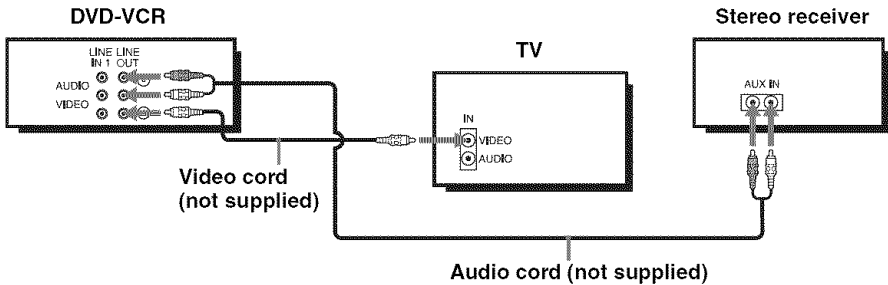 DVD-VCR
Stereo receiver
TV
LINE LINE
IN 1 OUT
AUDIO
VIDEO
IN
VIDEO
AUDIO
AUX IN
Video cord
(not supplied)
Audio cord (not supplied)